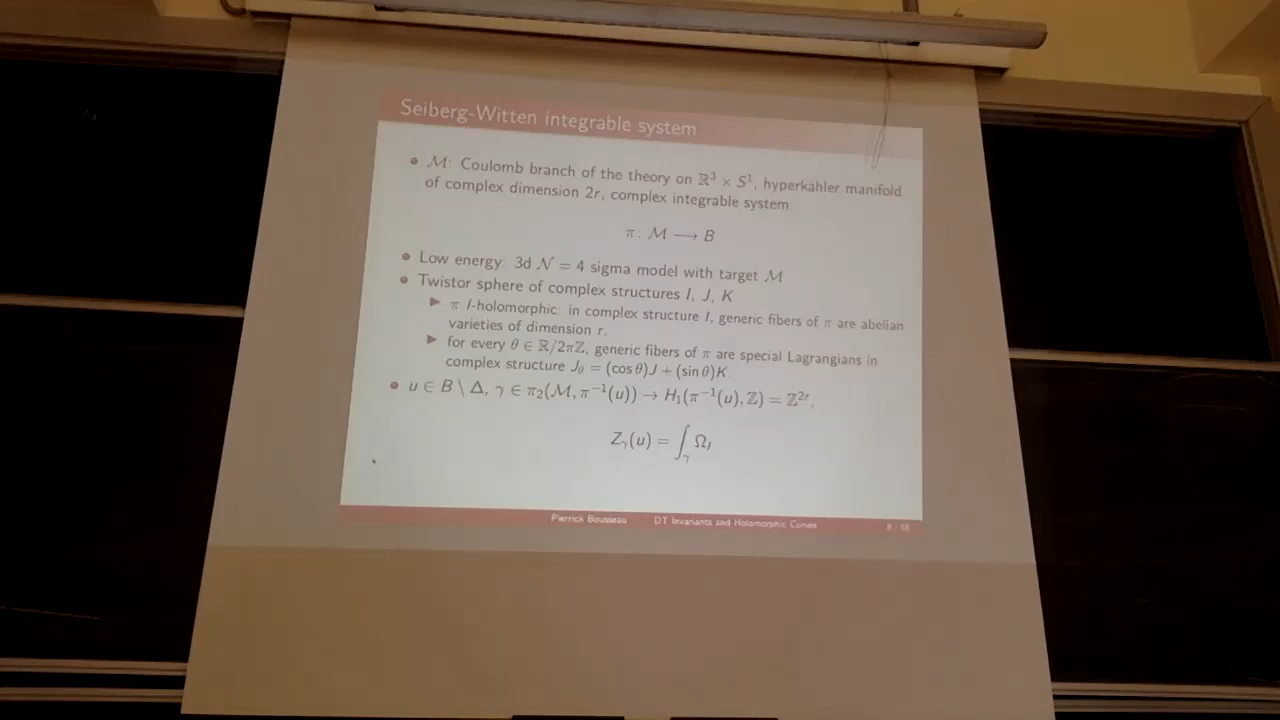 Seiberg-Witten integrable system
• M: Coulomb branch of the theory on ℝ³ × S¹, hyperkähler manifold
of complex dimension 2r, complex integrable system
π: M ⟶ B
• Low energy: 3d N = 4 sigma model with target M
• Twistor sphere of complex structures I, J, K
▶ π I-holomorphic: in complex structure I, generic fibers of π are abelian
varieties of dimension r.
▶ for every θ ∈ ℝ/2πℤ, generic fibers of π are special Lagrangians in
complex structure J_θ = (cos θ)J + (sin θ)K
• u ∈ B \ Δ, γ ∈ π₂(M, π⁻¹(u)) → H₁(π⁻¹(u), ℤ) = ℤ²ʳ,
Z_γ(u) = ∫_γ Ω_I
Pierrick Bousseau DT Invariants and Holomorphic Curves